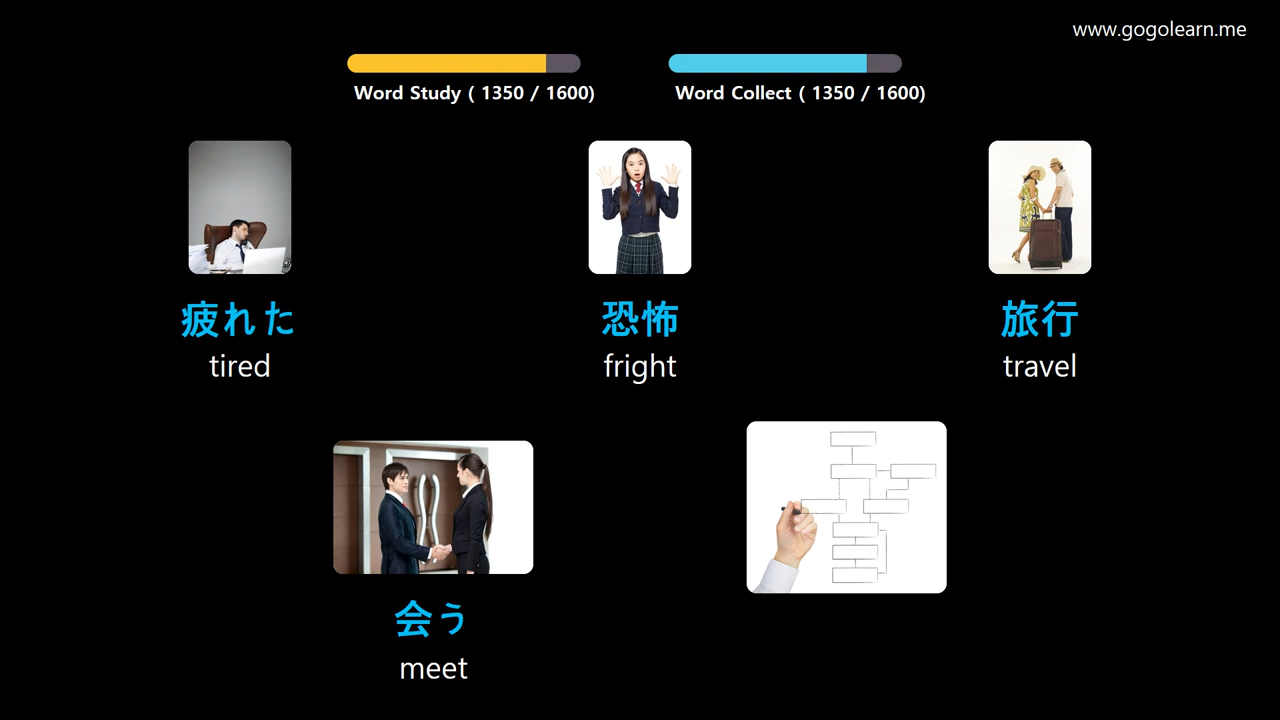 www.gogolearn.me
Word Study ( 1350 / 1600)
Word Collect ( 1350 / 1600)
疲れた
tired
恐怖
fright
旅行
travel
会う
meet